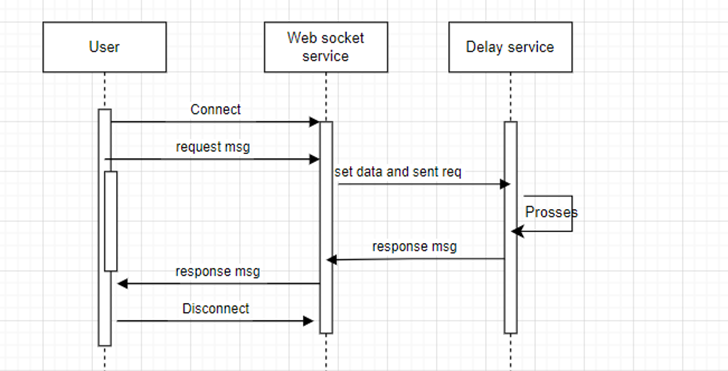 User
Web socket
service
Delay service
Connect
request msg
set data and sent req
Prosses
response msg
response msg
Disconnect